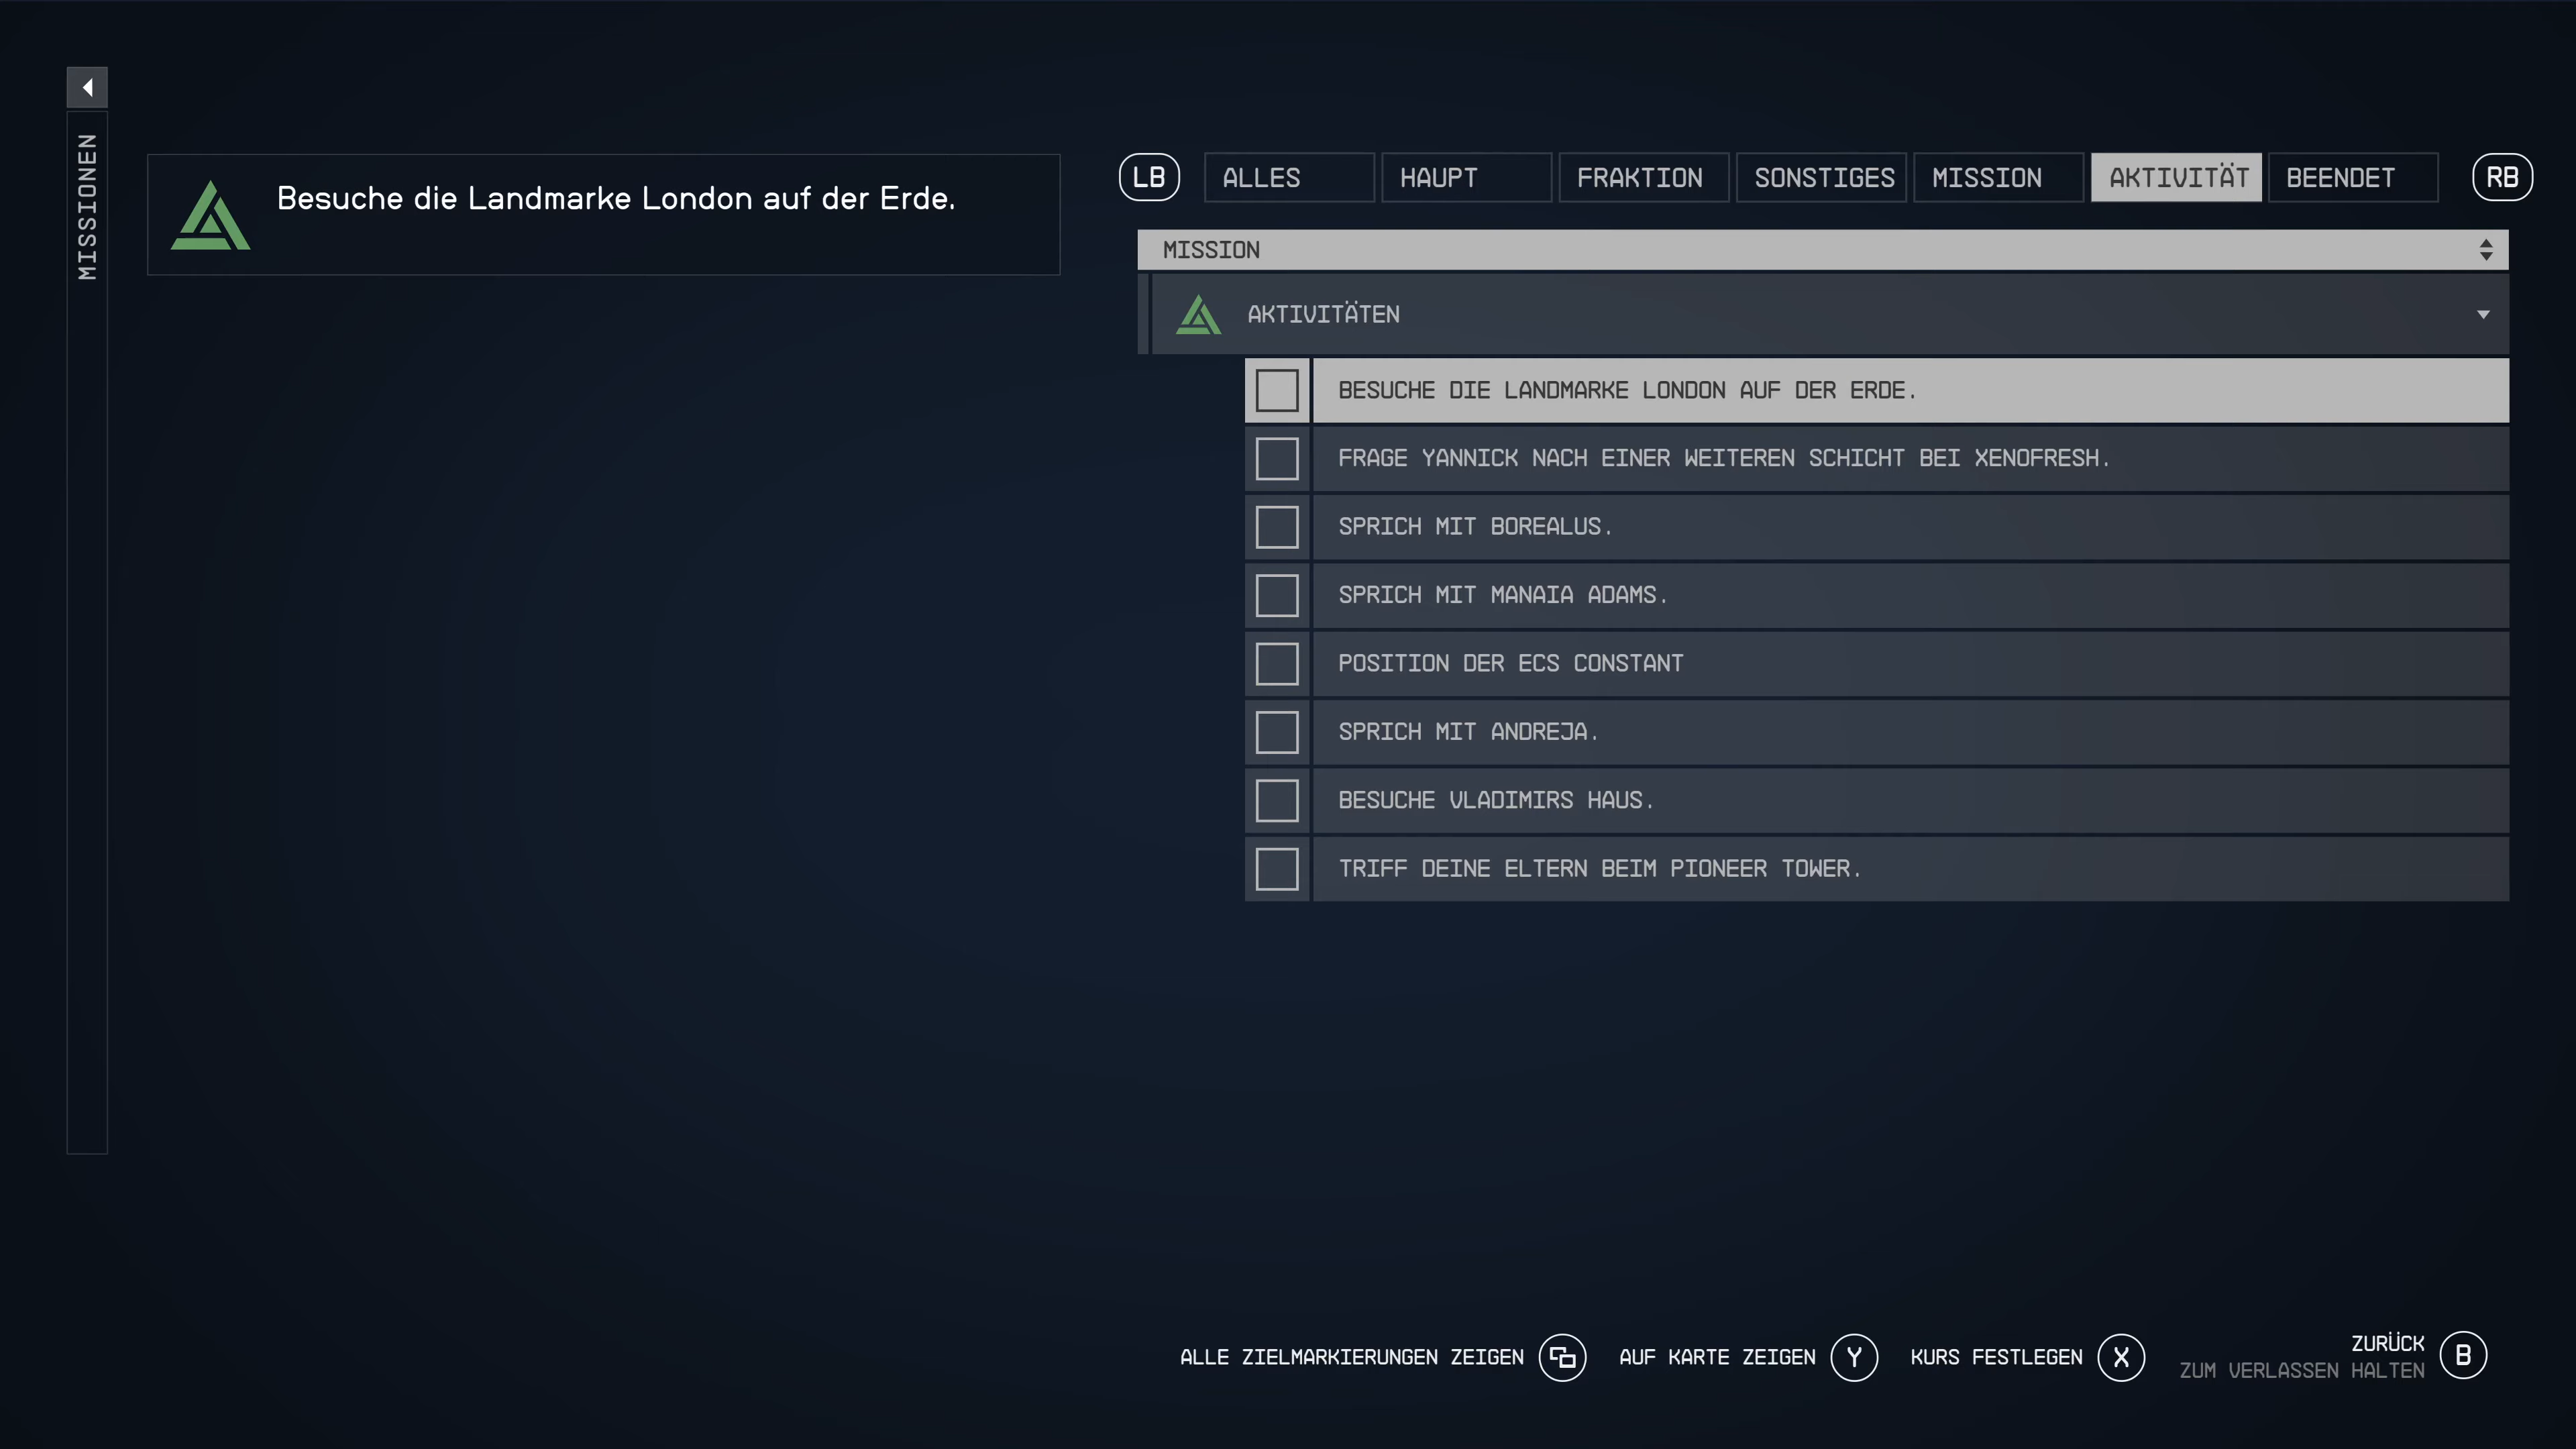 MISSIONEN
Besuche die Landmarke London auf der Erde.
LB
ALLES
HAUPT
FRAKTION
SONSTIGES
MISSION
AKTIVITÄT
BEENDET
RB
MISSION
AKTIVITÄTEN
BESUCHE DIE LANDMARKE LONDON AUF DER ERDE.
FRAGE YANNICK NACH EINER WEITEREN SCHICHT BEI XENOFRESH.
SPRICH MIT BOREALUS.
SPRICH MIT MANAIA ADAMS.
POSITION DER ECS CONSTANT
SPRICH MIT ANDREJA.
BESUCHE VLADIMIRS HAUS.
TRIFF DEINE ELTERN BEIM PIONEER TOWER.
ALLE ZIELMARKIERUNGEN ZEIGEN
AUF KARTE ZEIGEN Y
KURS FESTLEGEN X
ZURÜCK B
ZUM VERLASSEN HALTEN